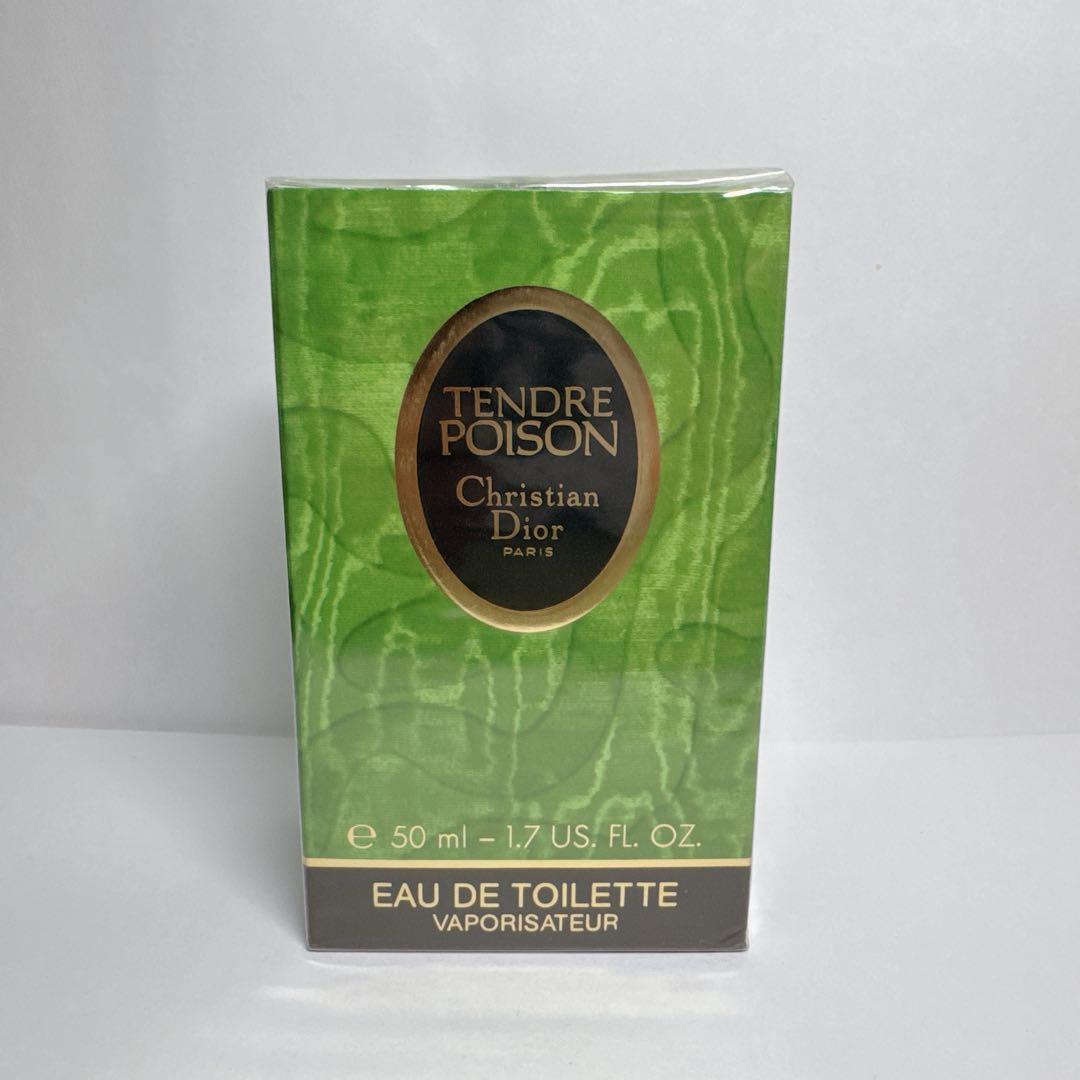 TENDRE
POISON
Christian
Dior
PARIS
℮ 50 ml – 1.7 US. FL. OZ.
EAU DE TOILETTE
VAPORISATEUR